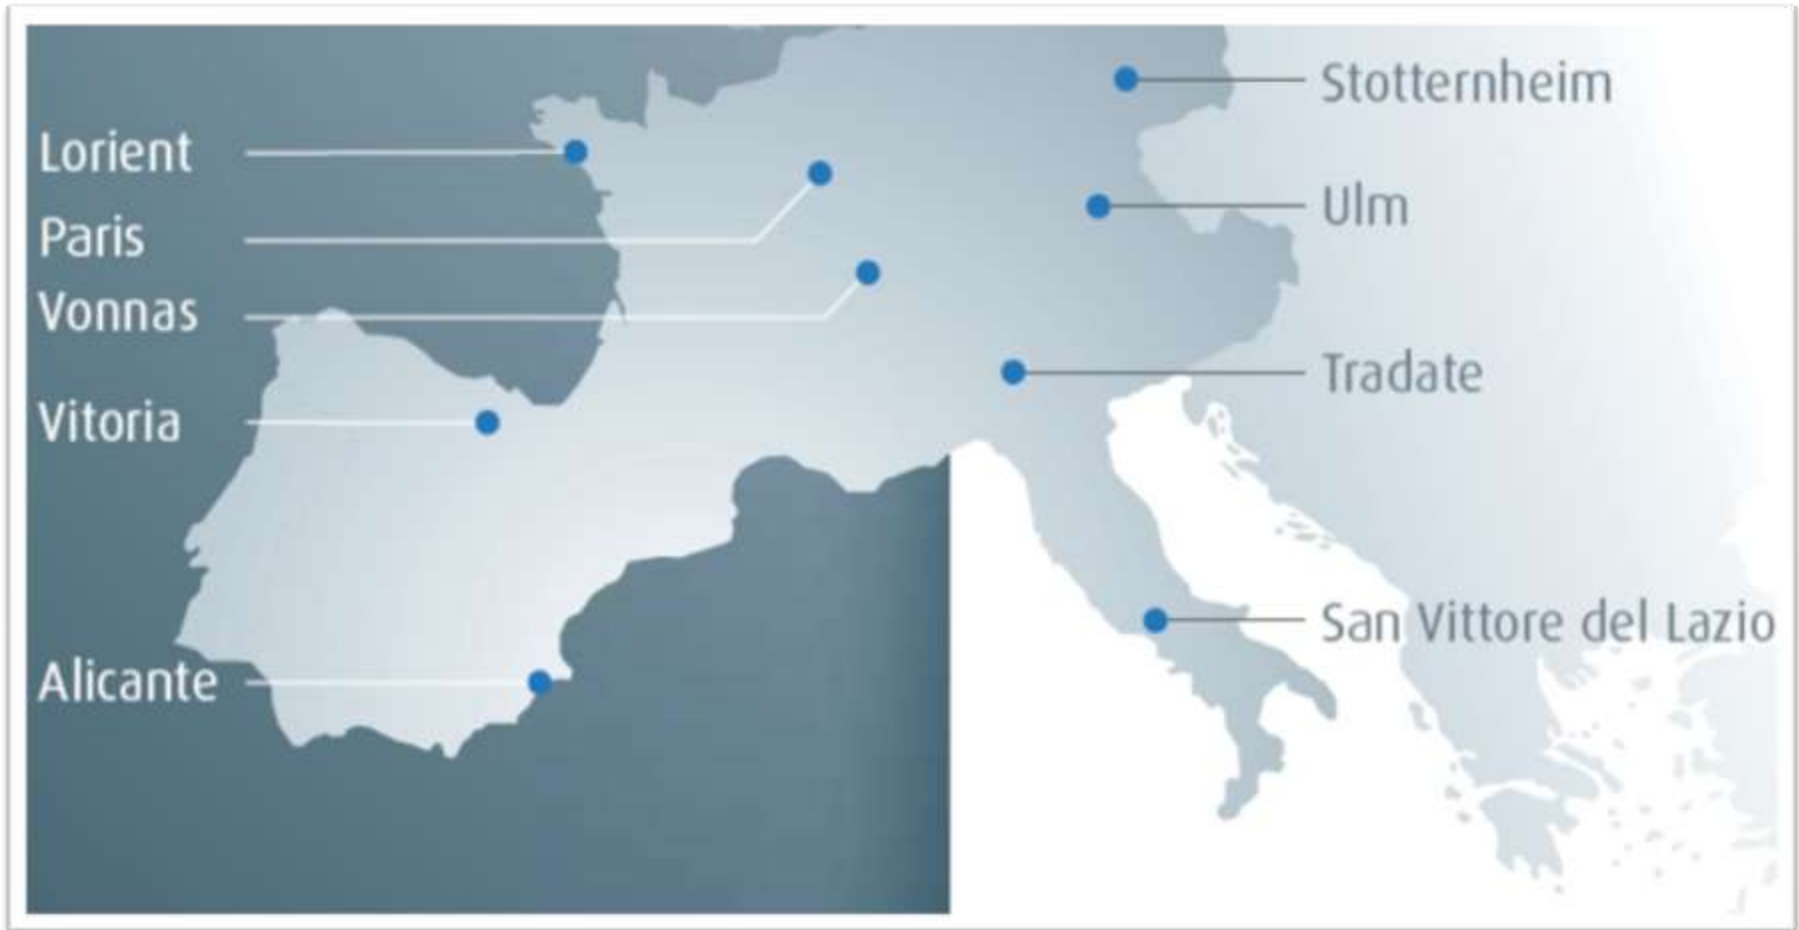 Lorient
Paris
Vonnas
Vitoria
Alicante
Stotternheim
Ulm
Tradate
San Vittore del Lazio